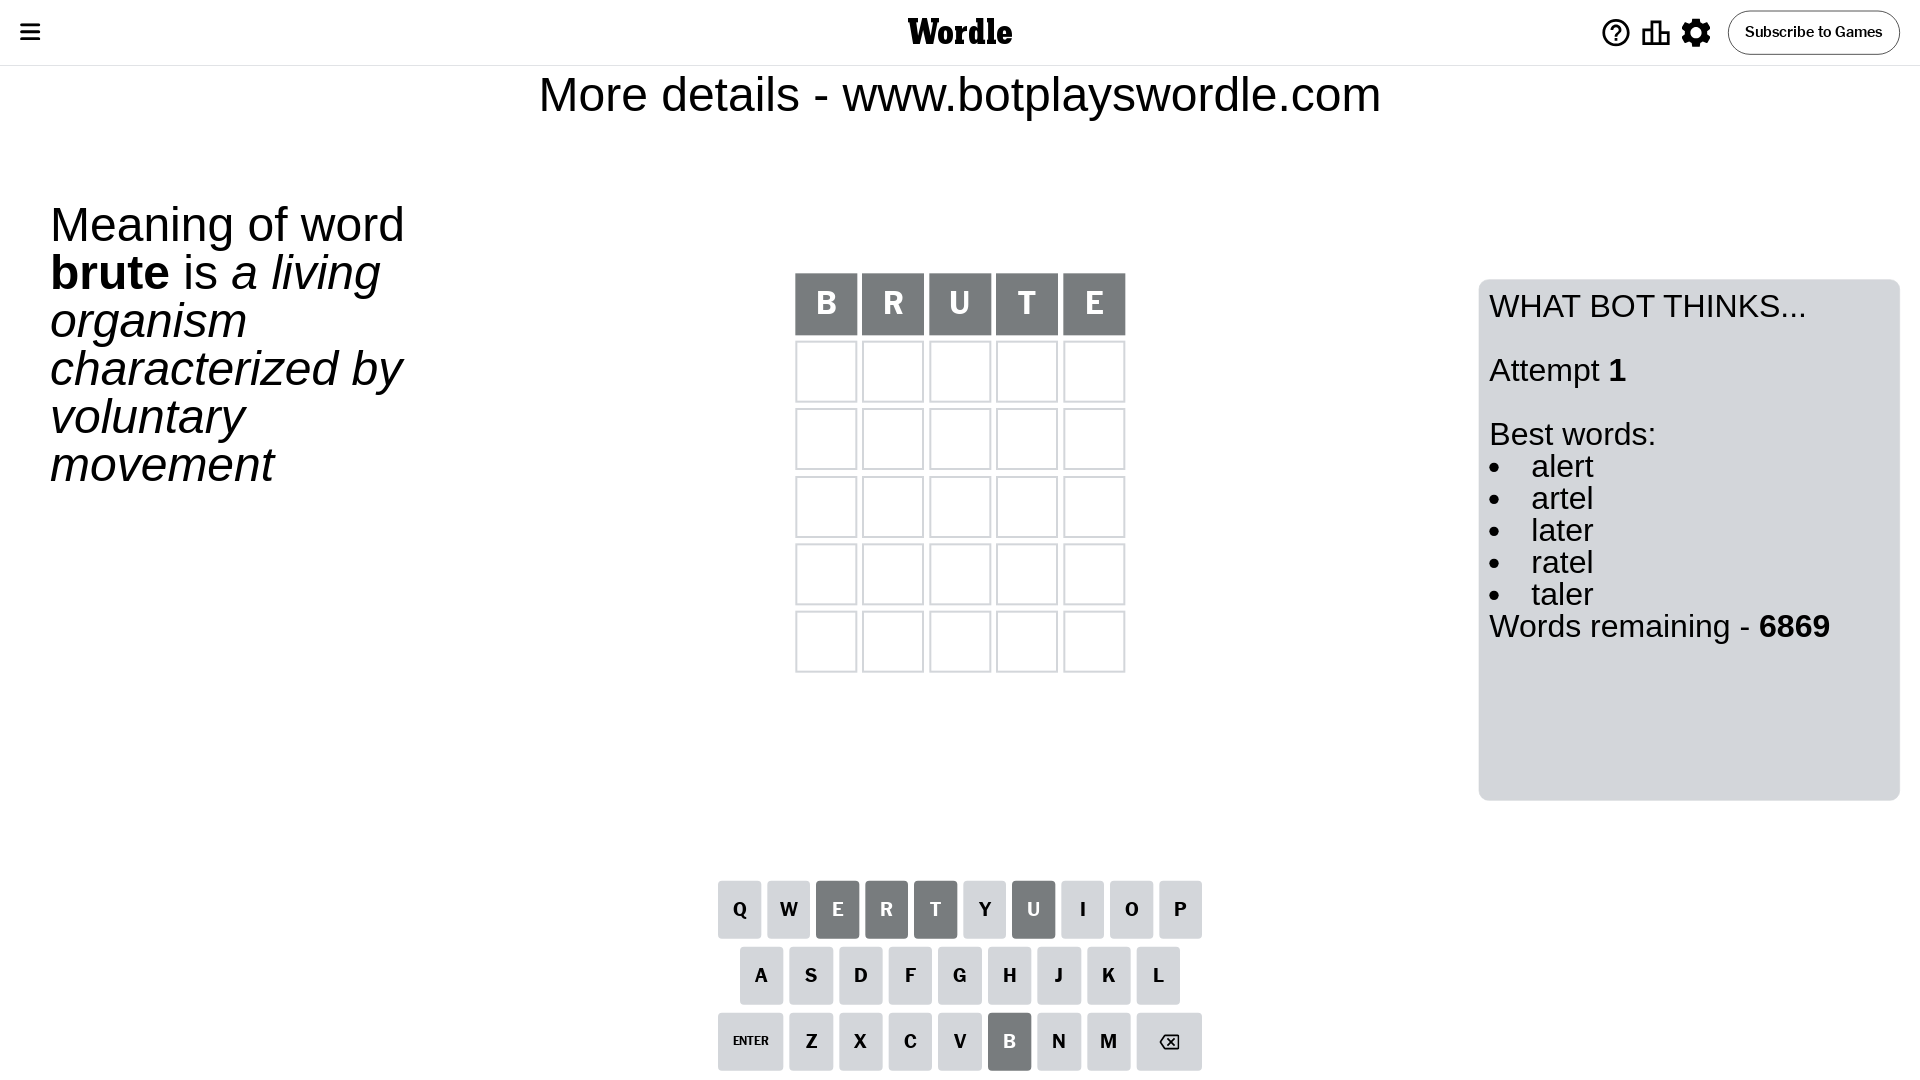 Wordle
Subscribe to Games
More details - www.botplayswordle.com
Meaning of word
brute is a living
organism
characterized by
voluntary
movement
B R U T E
WHAT BOT THINKS...
Attempt 1
Best words:
• alert
• artel
• later
• ratel
• taler
Words remaining - 6869
Q W E R T Y U I O P
A S D F G H J K L
ENTER Z X C V B N M